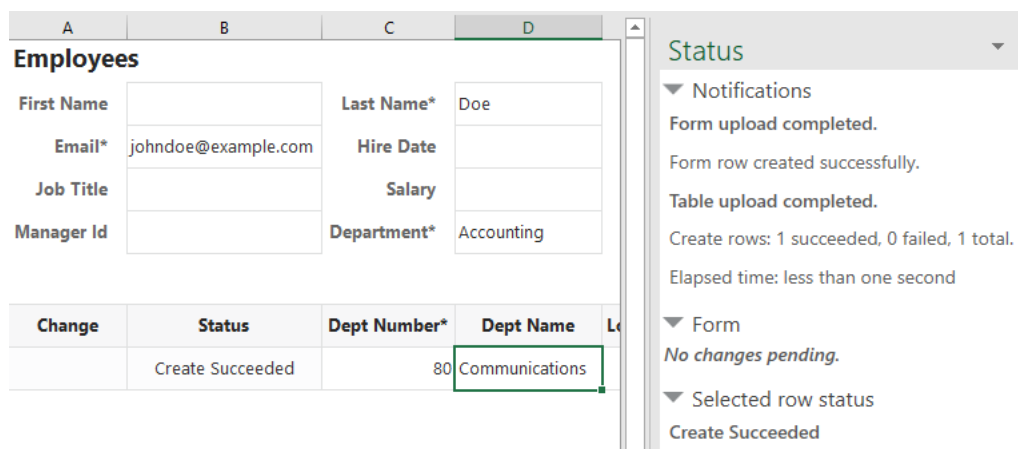 A B C D
Employees
First Name Last Name* Doe
Email* johndoe@example.com Hire Date
Job Title Salary
Manager Id Department* Accounting
Change Status Dept Number* Dept Name
Create Succeeded 80 Communications
Status
Notifications
Form upload completed.
Form row created successfully.
Table upload completed.
Create rows: 1 succeeded, 0 failed, 1 total.
Elapsed time: less than one second
Form
No changes pending.
Selected row status
Create Succeeded